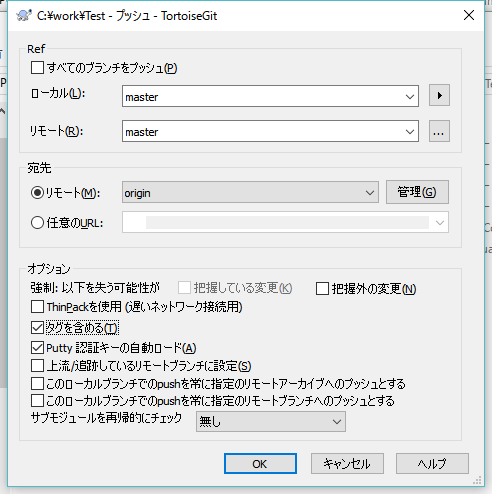 C:¥work¥Test - プッシュ - TortoiseGit
Ref
すべてのブランチをプッシュ(P)
ローカル(L):
master
リモート(R):
master
...
宛先
リモート(M):
origin
管理(G)
任意のURL:
オプション
強制: 以下を失う可能性が 把握している変更(K) 把握外の変更(N)
ThinPackを使用 (遅いネットワーク接続用)
タグを含める(T)
Putty 認証キーの自動ロード(A)
上流/追跡しているリモートブランチに設定(S)
このローカルブランチでのpushを常に指定のリモートアーカイブへのプッシュとする
このローカルブランチでのpushを常に指定のリモートブランチへのプッシュとする
サブモジュールを再帰的にチェック
無し
OK
キャンセル
ヘルプ